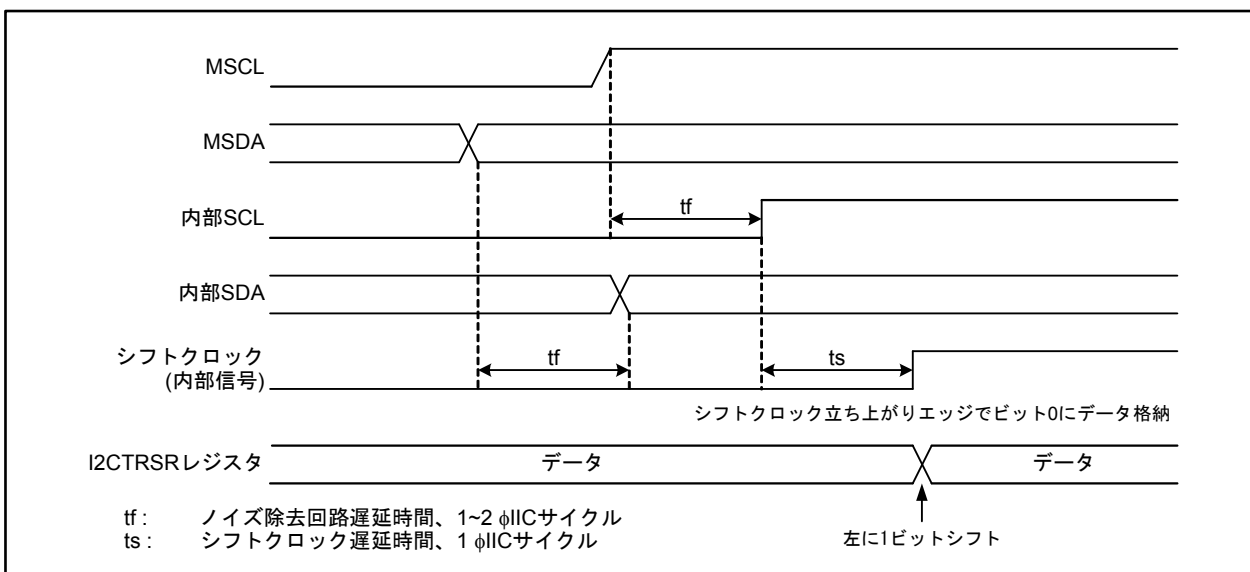 MSCL
MSDA
内部SCL
tf
内部SDA
シフトクロック
(内部信号)
tf
ts
シフトクロック立ち上がりエッジでビット0にデータ格納
I2CTRSRレジスタ
データ
データ
tf : ノイズ除去回路遅延時間、1~2 φIICサイクル
ts : シフトクロック遅延時間、1 φIICサイクル
左に1ビットシフト